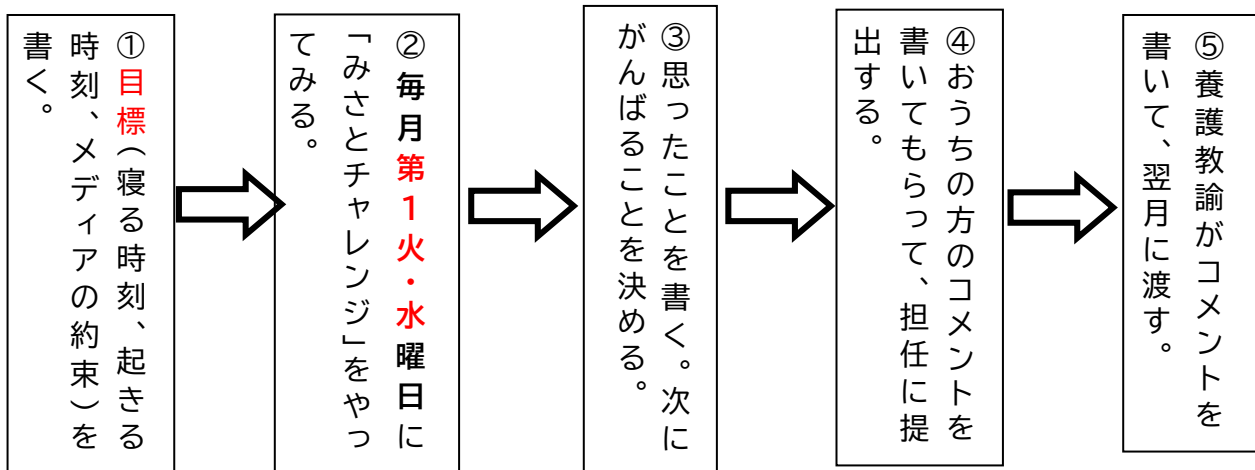 ①目標(寝る時刻、起きる
時刻、メディアの約束)を
書く。
②毎月第1火・水曜日に
「みさとチャレンジ」をやっ
てみる。
③思ったことを書く。次に
がんばることを決める。
④おうちの方のコメントを
書いてもらって、担任に提
出する。
⑤養護教諭がコメントを
書いて、翌月に渡す。